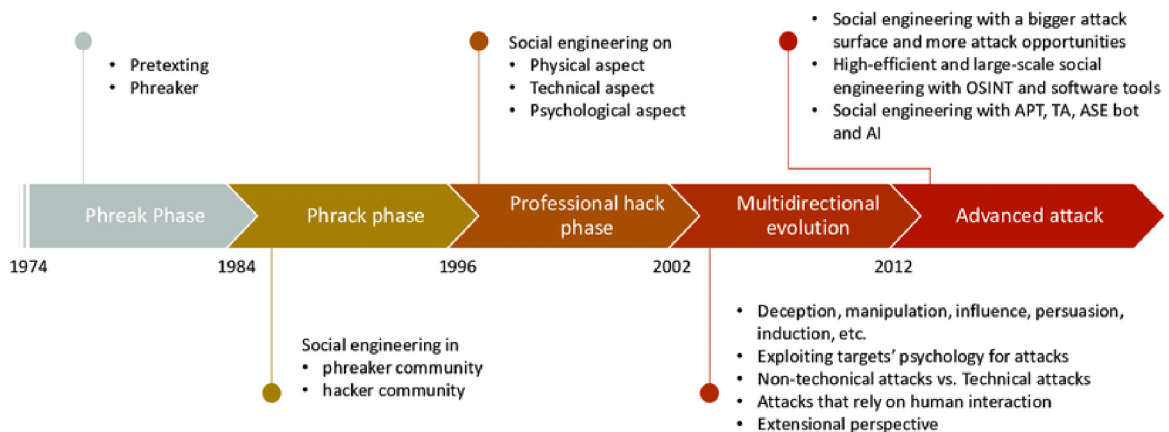 • Pretexting
• Phreaker
Social engineering on
• Physical aspect
• Technical aspect
• Psychological aspect
• Social engineering with a bigger attack
surface and more attack opportunities
• High-efficient and large-scale social
engineering with OSINT and software tools
• Social engineering with APT, TA, ASE bot
and AI
Phreak Phase
Phrack phase
Professional hack
phase
Multidirectional
evolution
Advanced attack
1974
1984
1996
2002
2012
Social engineering in
• phreaker community
• hacker community
• Deception, manipulation, influence, persuasion,
induction, etc.
• Exploiting targets' psychology for attacks
• Non-techonical attacks vs. Technical attacks
• Attacks that rely on human interaction
• Extensional perspective